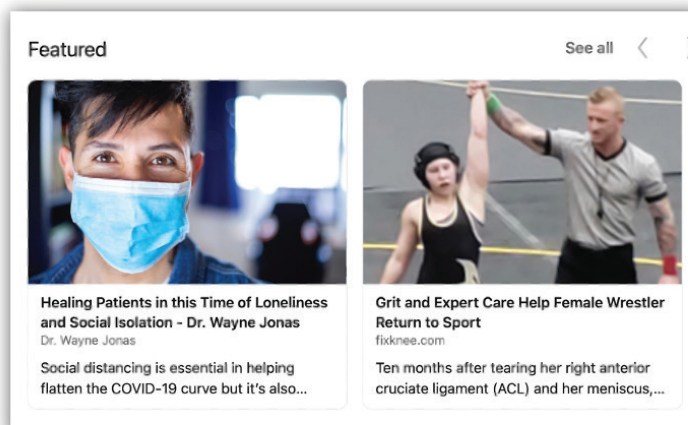 Featured
See all
Healing Patients in this Time of Loneliness
and Social Isolation - Dr. Wayne Jonas
Dr. Wayne Jonas
Social distancing is essential in helping
flatten the COVID-19 curve but it's also...
Grit and Expert Care Help Female Wrestler
Return to Sport
fixknee.com
Ten months after tearing her right anterior
cruciate ligament (ACL) and her meniscus,...